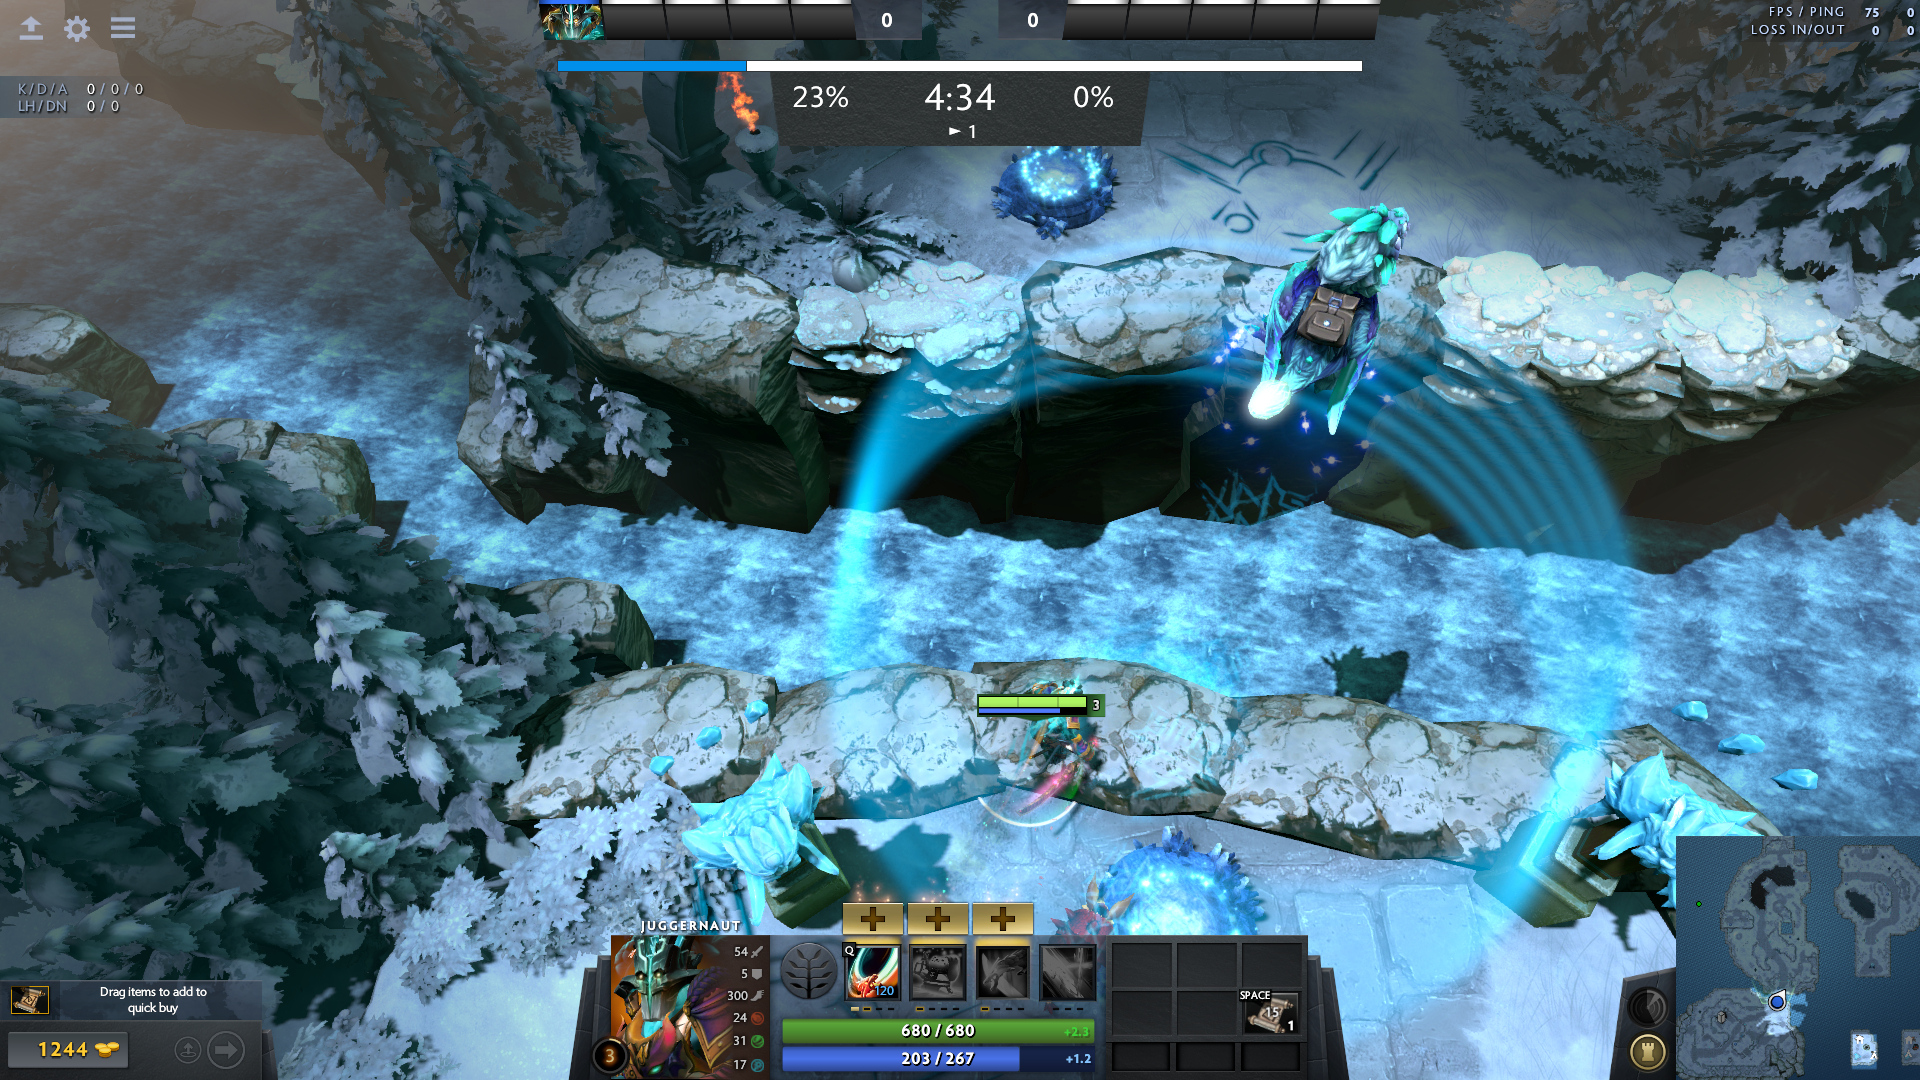 0 0
FPS / PING 75 0
LOSS IN/OUT 0 0
K/D/A 0 / 0 / 0
LH/DN 0 / 0
23% 4:34 0%
► 1
3
JUGGERNAUT
54
5
300
24
31
17
3
Q
120
680 / 680 +2.3
203 / 267 +1.2
SPACE
15
1
Drag items to add to
quick buy
1244